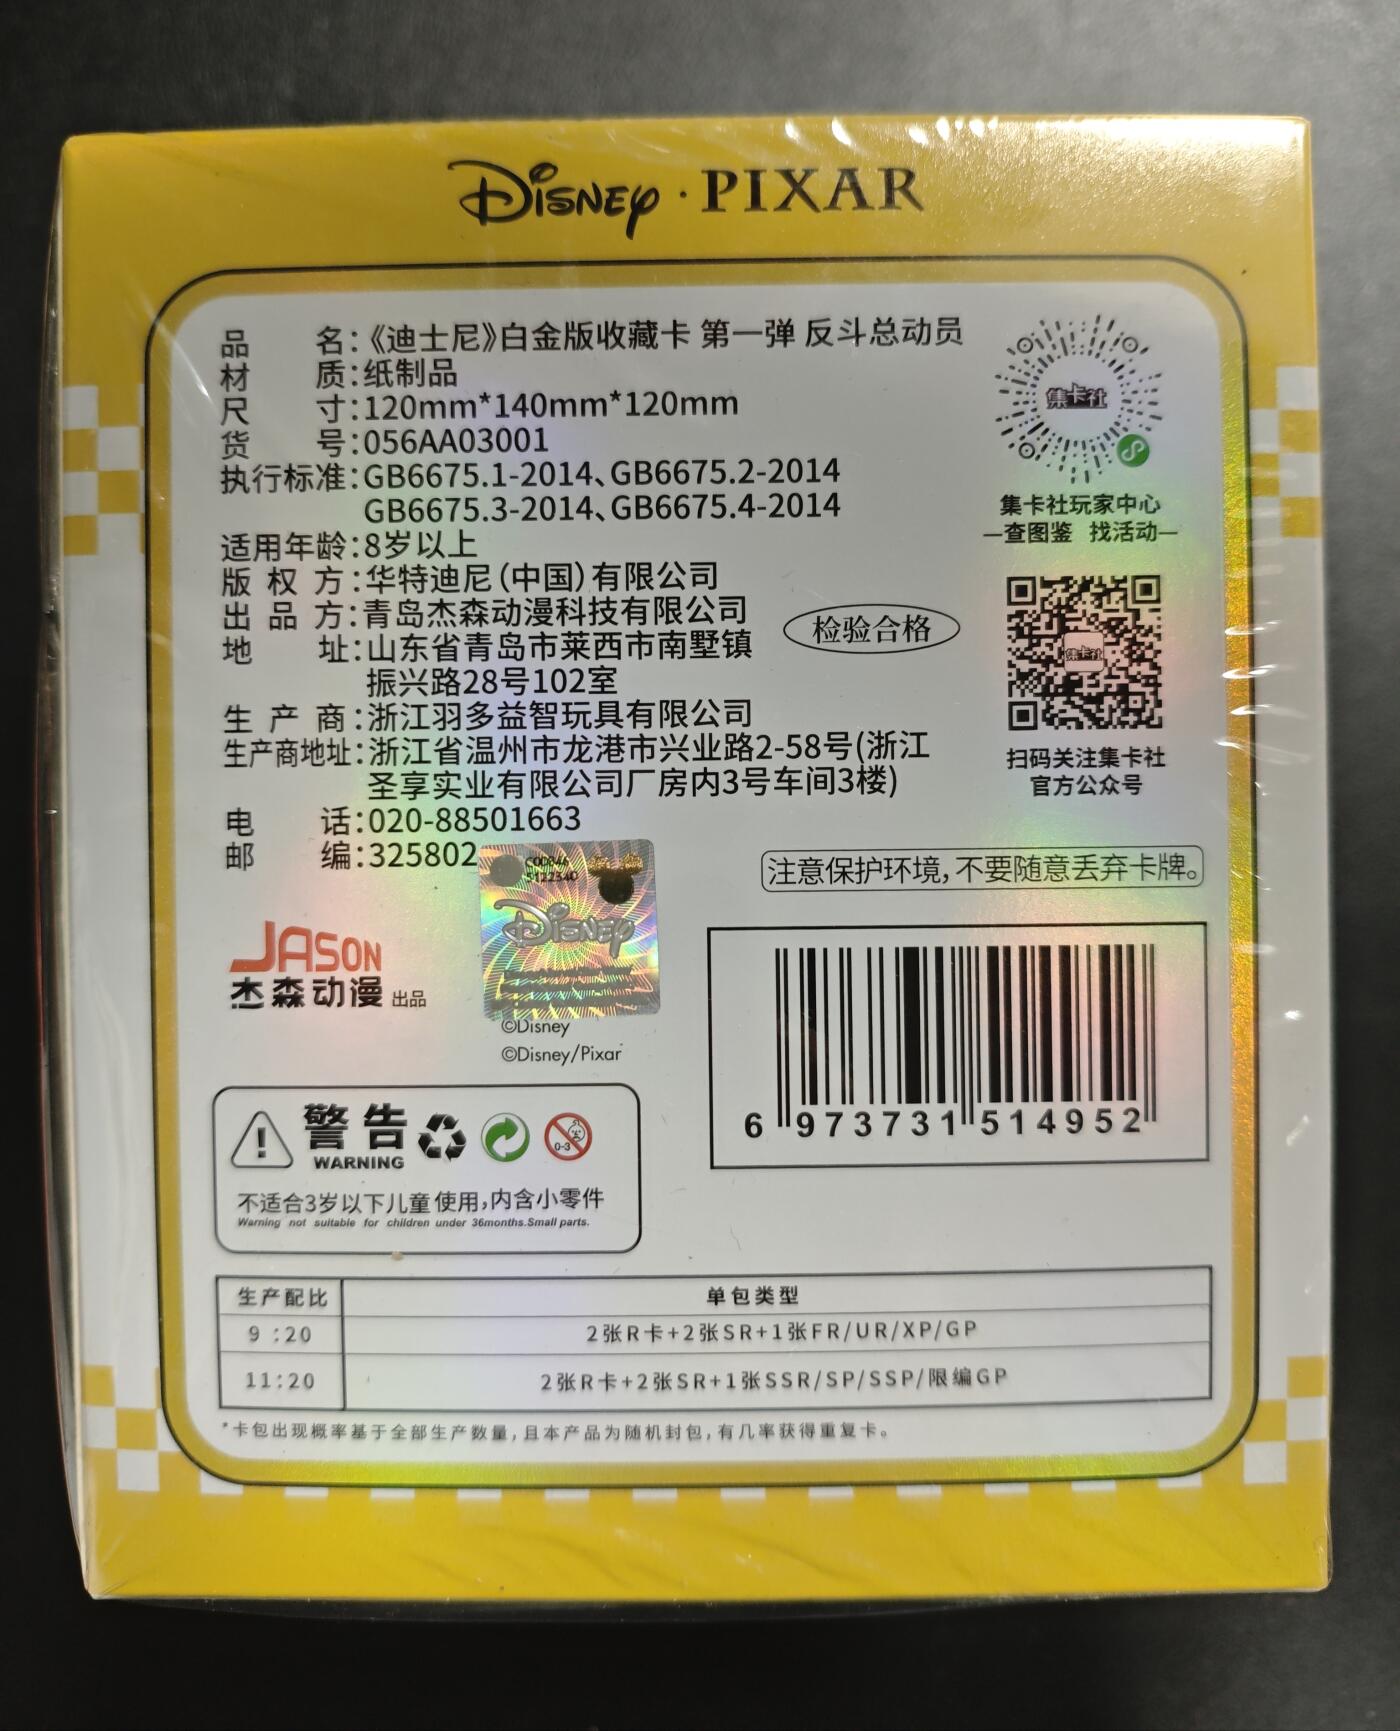 Disney · PIXAR
品名：《迪士尼》白金版收藏卡 第一弹 反斗总动员
材质：纸制品
尺寸：120mm*140mm*120mm
货号：056AA03001
执行标准：GB6675.1-2014、GB6675.2-2014
GB6675.3-2014、GB6675.4-2014
适用年龄：8岁以上
版权方：华特迪尼（中国）有限公司
出品方：青岛杰森动漫科技有限公司
地址：山东省青岛市莱西市南墅镇
振兴路28号102室
生产商：浙江羽多益智玩具有限公司
生产商地址：浙江省温州市龙港市兴业路2-58号(浙江
圣享实业有限公司厂房内3号车间3楼)
电话：020-88501663
邮编：325802
检验合格
集卡社
集卡社玩家中心
—查图鉴 找活动—
集卡社
扫码关注集卡社
官方公众号
注意保护环境，不要随意丢弃卡牌。
Disney
©Disney
©Disney/Pixar
JASON
杰森动漫 出品
6 973731 514952
警告
WARNING
0-3
不适合3岁以下儿童使用，内含小零件
Warning not suitable for children under 36months.Small parts.
生产配比 单包类型
9 :20 2张R卡+2张SR+1张FR/UR/XP/GP
11:20 2张R卡+2张SR+1张SSR/SP/SSP/限编GP
*卡包出现概率基于全部生产数量，且本产品为随机封包，有几率获得重复卡。